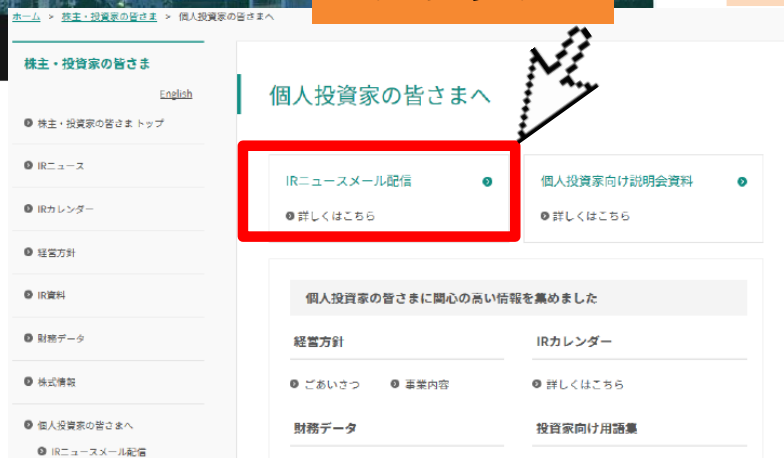 ホーム > 株主・投資家の皆さま > 個人投資家の皆さまへ
株主・投資家の皆さま
English
株主・投資家の皆さま トップ
IRニュース
IRカレンダー
経営方針
IR資料
財務データ
株式情報
個人投資家の皆さまへ
IRニュースメール配信
個人投資家の皆さまへ
IRニュースメール配信
詳しくはこちら
個人投資家向け説明会資料
詳しくはこちら
個人投資家の皆さまに関心の高い情報を集めました
経営方針
ごあいさつ 事業内容
IRカレンダー
詳しくはこちら
財務データ
投資家向け用語集